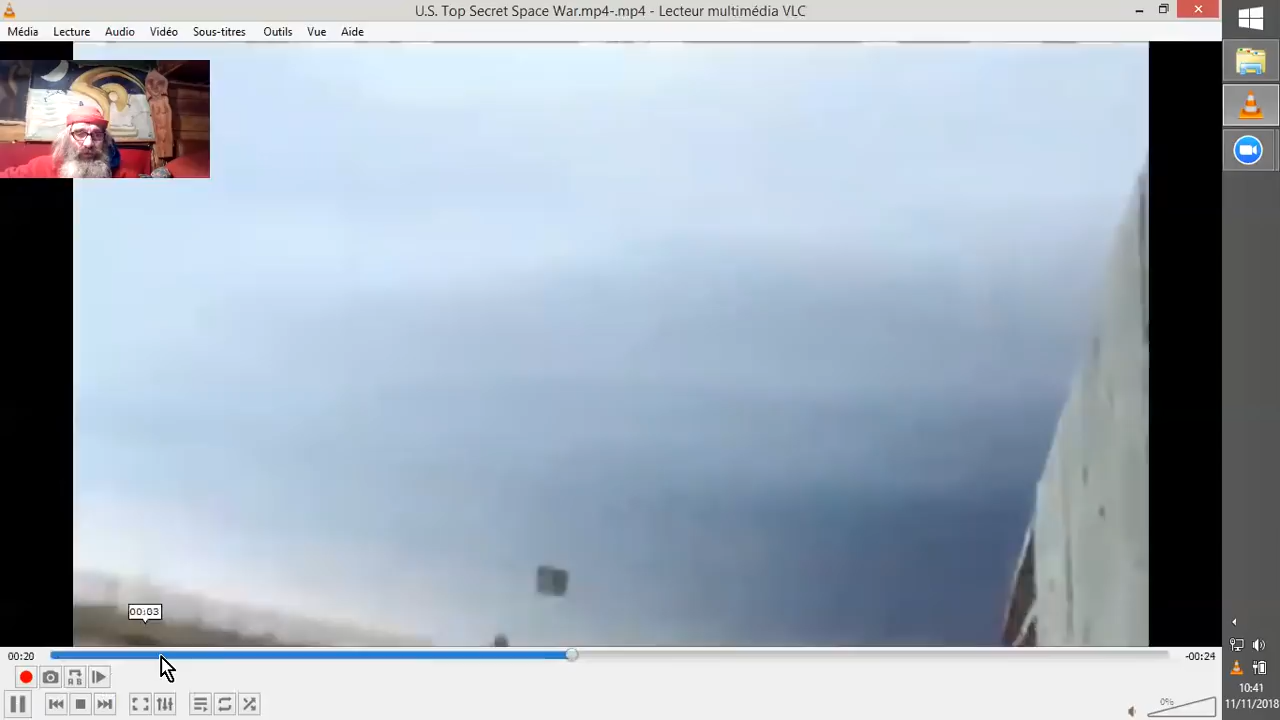 U.S. Top Secret Space War.mp4-.mp4 - Lecteur multimédia VLC
Média Lecture Audio Vidéo Sous-titres Outils Vue Aide
00:03
00:20 -00:24
A B
0%
10:41
11/11/2018